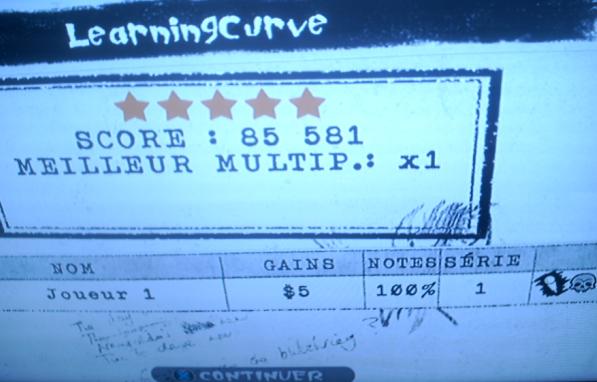 LearningCurve
SCORE : 85 581
MEILLEUR MULTIP.: x1
NOM GAINS NOTES SÉRIE
Joueur 1 $5 100% 1
CONTINUER